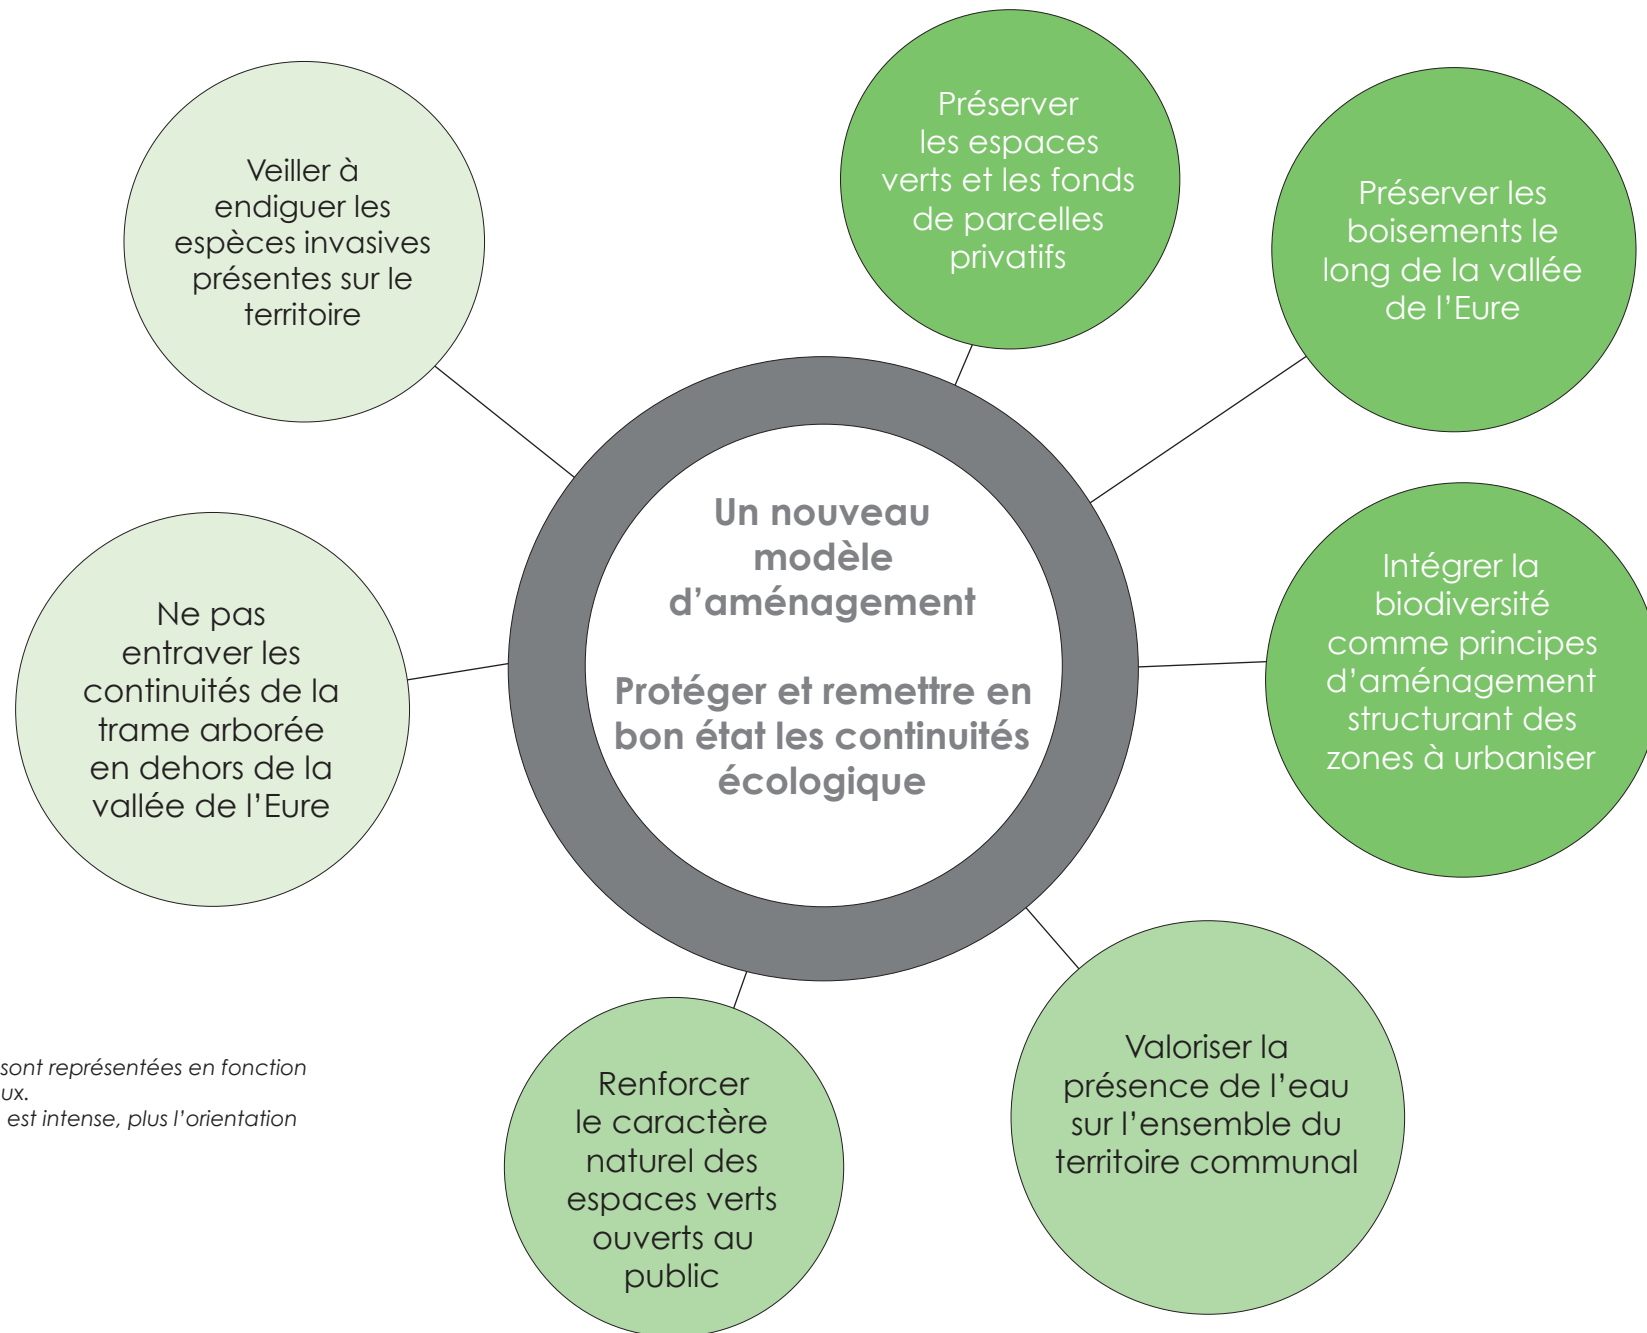 Préserver
les espaces
verts et les fonds
de parcelles
privatifs
Veiller à
endiguer les
espèces invasives
présentes sur le
territoire
Préserver les
boisements le
long de la vallée
de l'Eure
Un nouveau
modèle
d'aménagement
Protéger et remettre en
bon état les continuités
écologique
Intégrer la
biodiversité
comme principes
d'aménagement
structurant des
zones à urbaniser
Ne pas
entraver les
continuités de la
trame arborée
en dehors de la
vallée de l'Eure
Valoriser la
présence de l'eau
sur l'ensemble du
territoire communal
Renforcer
le caractère
naturel des
espaces verts
ouverts au
public
sont représentées en fonction
ux.
est intense, plus l'orientation